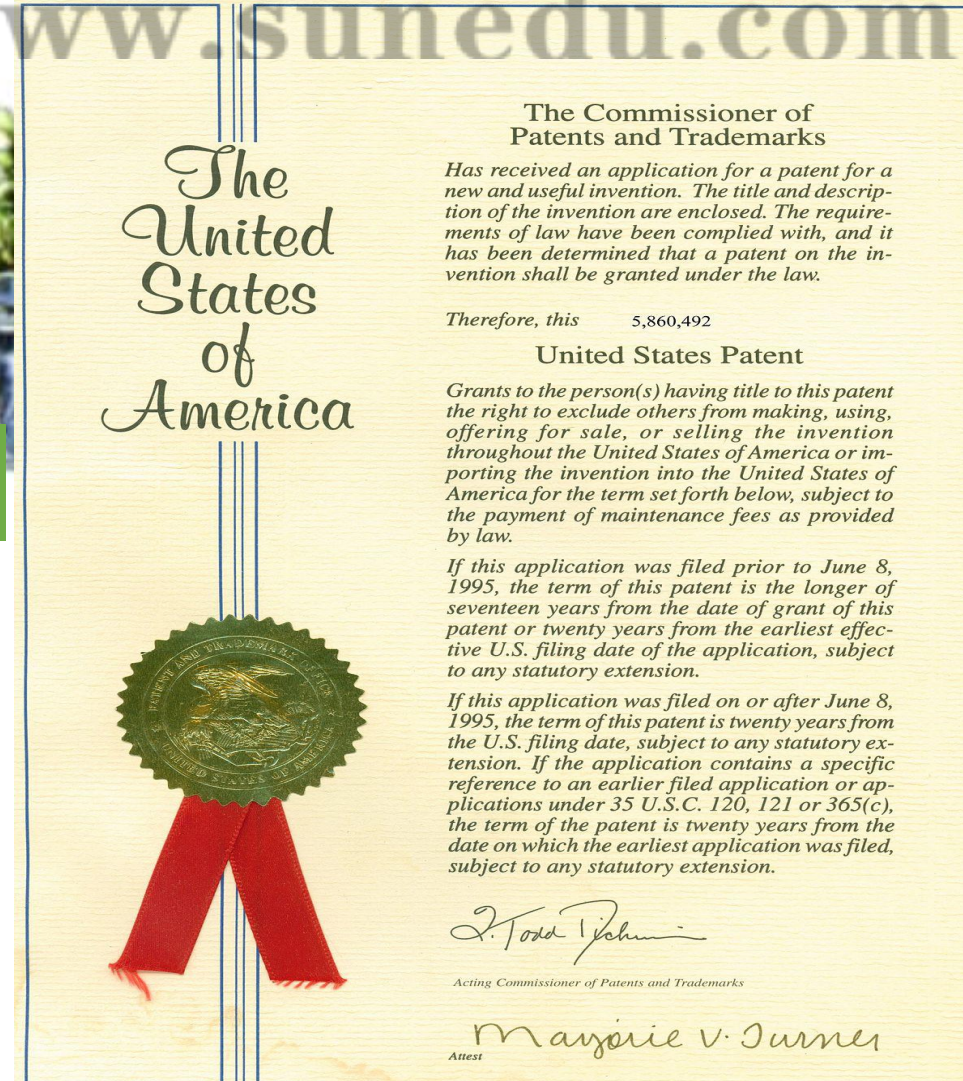 www.sunedu.com
The
United
States
of
America
The Commissioner of
Patents and Trademarks
Has received an application for a patent for a
new and useful invention. The title and descrip-
tion of the invention are enclosed. The require-
ments of law have been complied with, and it
has been determined that a patent on the in-
vention shall be granted under the law.
Therefore, this 5,860,492
United States Patent
Grants to the person(s) having title to this patent
the right to exclude others from making, using,
offering for sale, or selling the invention
throughout the United States of America or im-
porting the invention into the United States of
America for the term set forth below, subject to
the payment of maintenance fees as provided
by law.
If this application was filed prior to June 8,
1995, the term of this patent is the longer of
seventeen years from the date of grant of this
patent or twenty years from the earliest effec-
tive U.S. filing date of the application, subject
to any statutory extension.
If this application was filed on or after June 8,
1995, the term of this patent is twenty years from
the U.S. filing date, subject to any statutory ex-
tension. If the application contains a specific
reference to an earlier filed application or ap-
plications under 35 U.S.C. 120, 121 or 365(c),
the term of the patent is twenty years from the
date on which the earliest application was filed,
subject to any statutory extension.
PATENT AND TRADEMARK OFFICE
UNITED STATES OF AMERICA
Q. Todd Dickinson
Acting Commissioner of Patents and Trademarks
Marjorie V. Turner
Attest